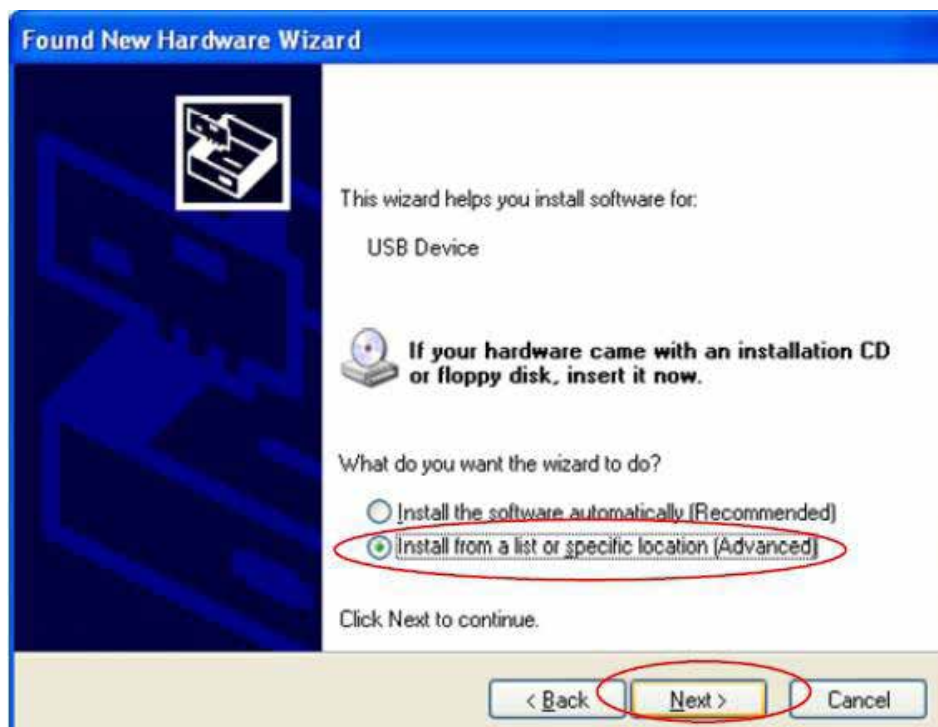 Found New Hardware Wizard
This wizard helps you install software for:
USB Device
If your hardware came with an installation CD
or floppy disk, insert it now.
What do you want the wizard to do?
Install the software automatically (Recommended)
Install from a list or specific location (Advanced)
Click Next to continue.
< Back Next > Cancel